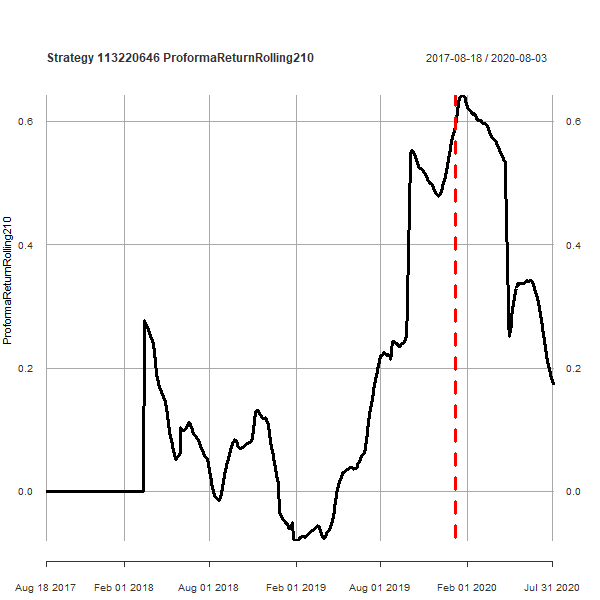 Strategy 113220646 ProformaReturnRolling210
2017-08-18 / 2020-08-03
ProformaReturnRolling210
0.6
0.4
0.2
0.0
0.6
0.4
0.2
0.0
Aug 18 2017
Feb 01 2018
Aug 01 2018
Feb 01 2019
Aug 01 2019
Feb 01 2020
Jul 31 2020